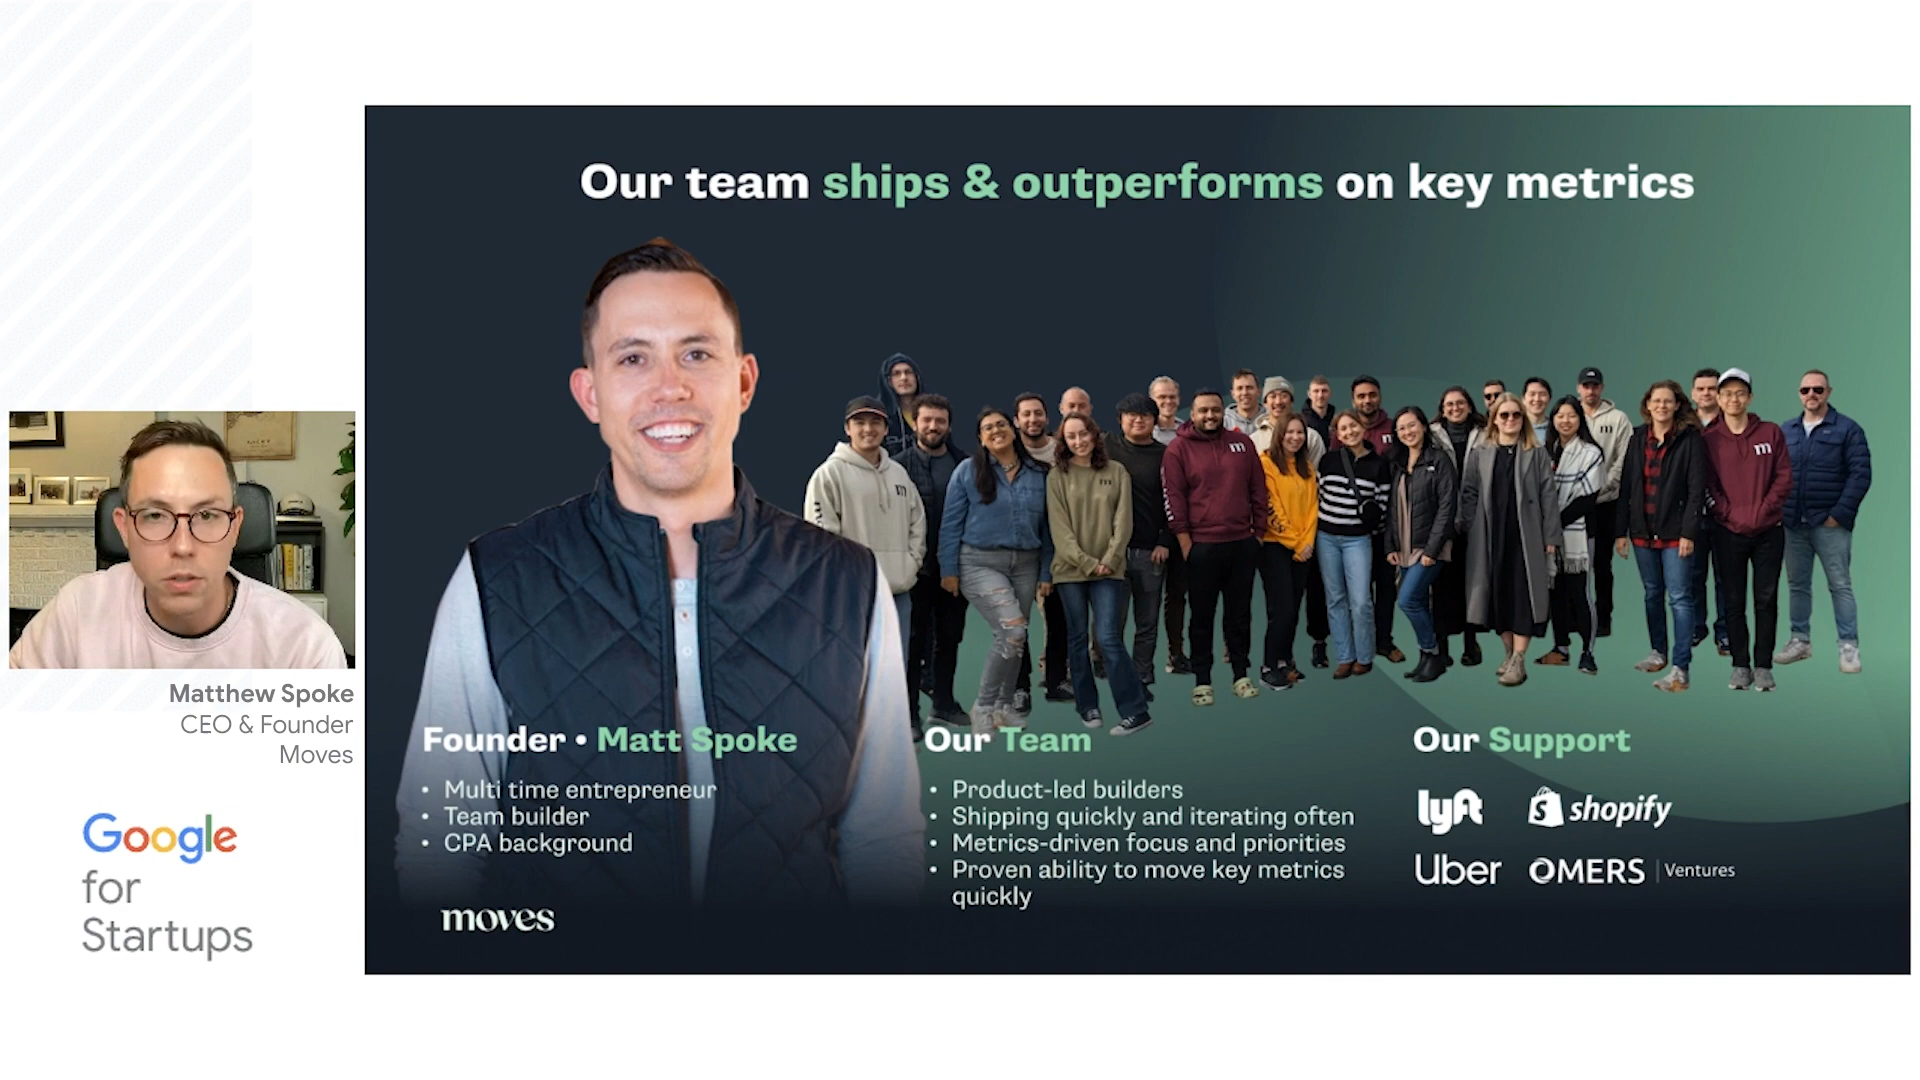 Our team ships & outperforms on key metrics
Matthew Spoke
CEO & Founder
Moves
Google
for
Startups
Founder • Matt Spoke
• Multi time entrepreneur
• Team builder
• CPA background
moves
Our Team
• Product-led builders
• Shipping quickly and iterating often
• Metrics-driven focus and priorities
• Proven ability to move key metrics
quickly
Our Support
lyft
shopify
Uber
OMERS | Ventures
m
m
m
m
m
m